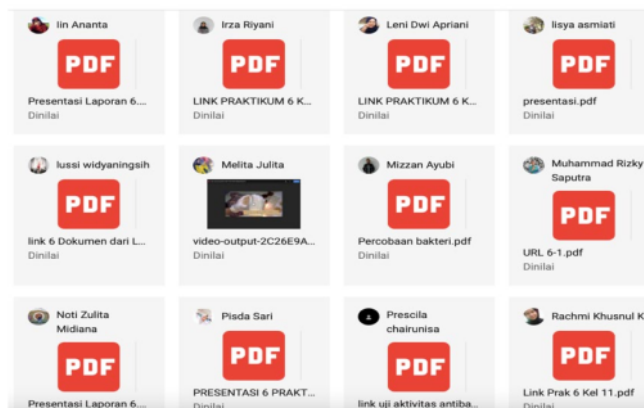 Iin Ananta
PDF
Presentasi Laporan 6....
Dinilai
Irza Riyani
PDF
LINK PRAKTIKUM 6 K...
Dinilai
Leni Dwi Apriani
PDF
LINK PRAKTIKUM 6 K...
Dinilai
lisya asmiati
PDF
presentasi.pdf
Dinilai
lussi widyaningsih
PDF
link 6 Dokumen dari L...
Dinilai
Melita Julita
video-output-2C26E9A...
Dinilai
Mizzan Ayubi
PDF
Percobaan bakteri.pdf
Dinilai
Muhammad Rizky
Saputra
PDF
URL 6-1.pdf
Dinilai
Noti Zulita
Midiana
PDF
Presentasi Laporan 6....
Pisda Sari
PDF
PRESENTASI 6 PRAKT...
Dinilai
Prescila
chairunisa
PDF
link uji aktivitas antiba...
Rachmi Khusnul K
PDF
Link Prak 6 Kel 11.pdf
Dinilai